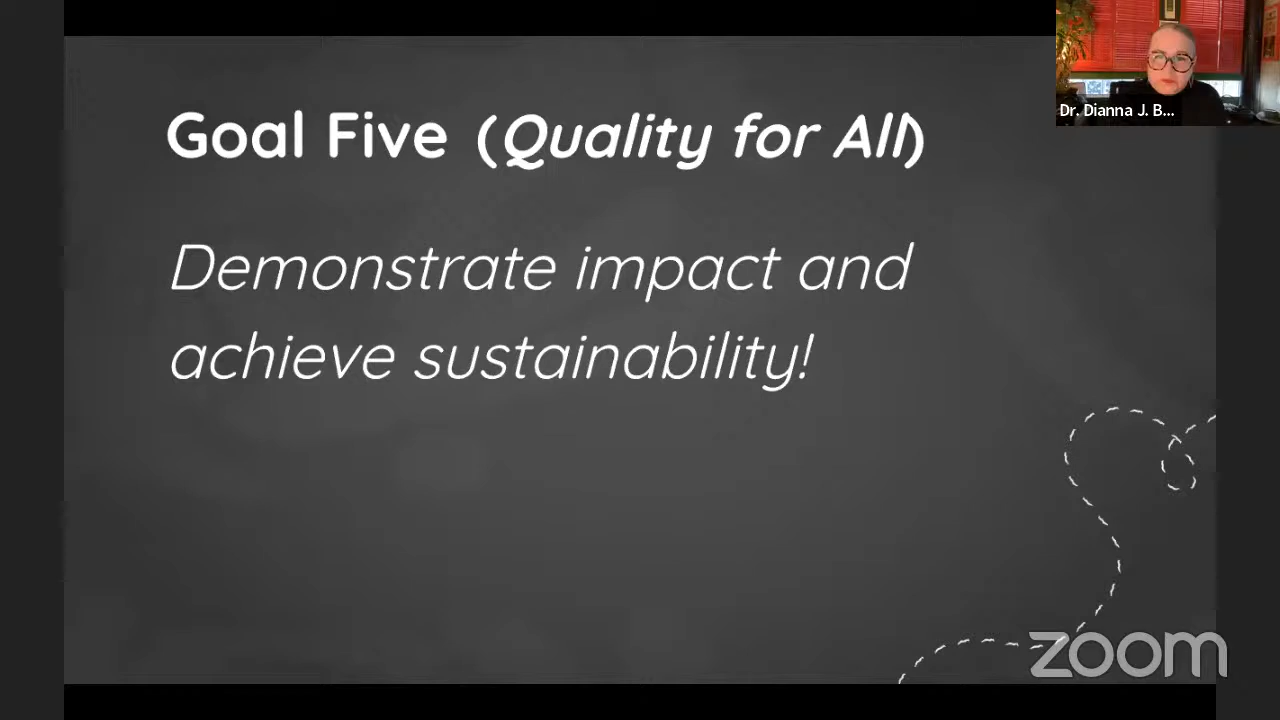 Dr. Dianna J. B...
Goal Five (Quality for All)
Demonstrate impact and
achieve sustainability!
zoom